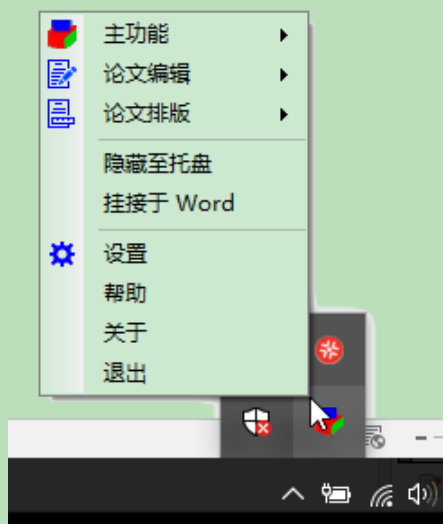 主功能
论文编辑
论文排版
隐藏至托盘
挂接于 Word
设置
帮助
关于
退出